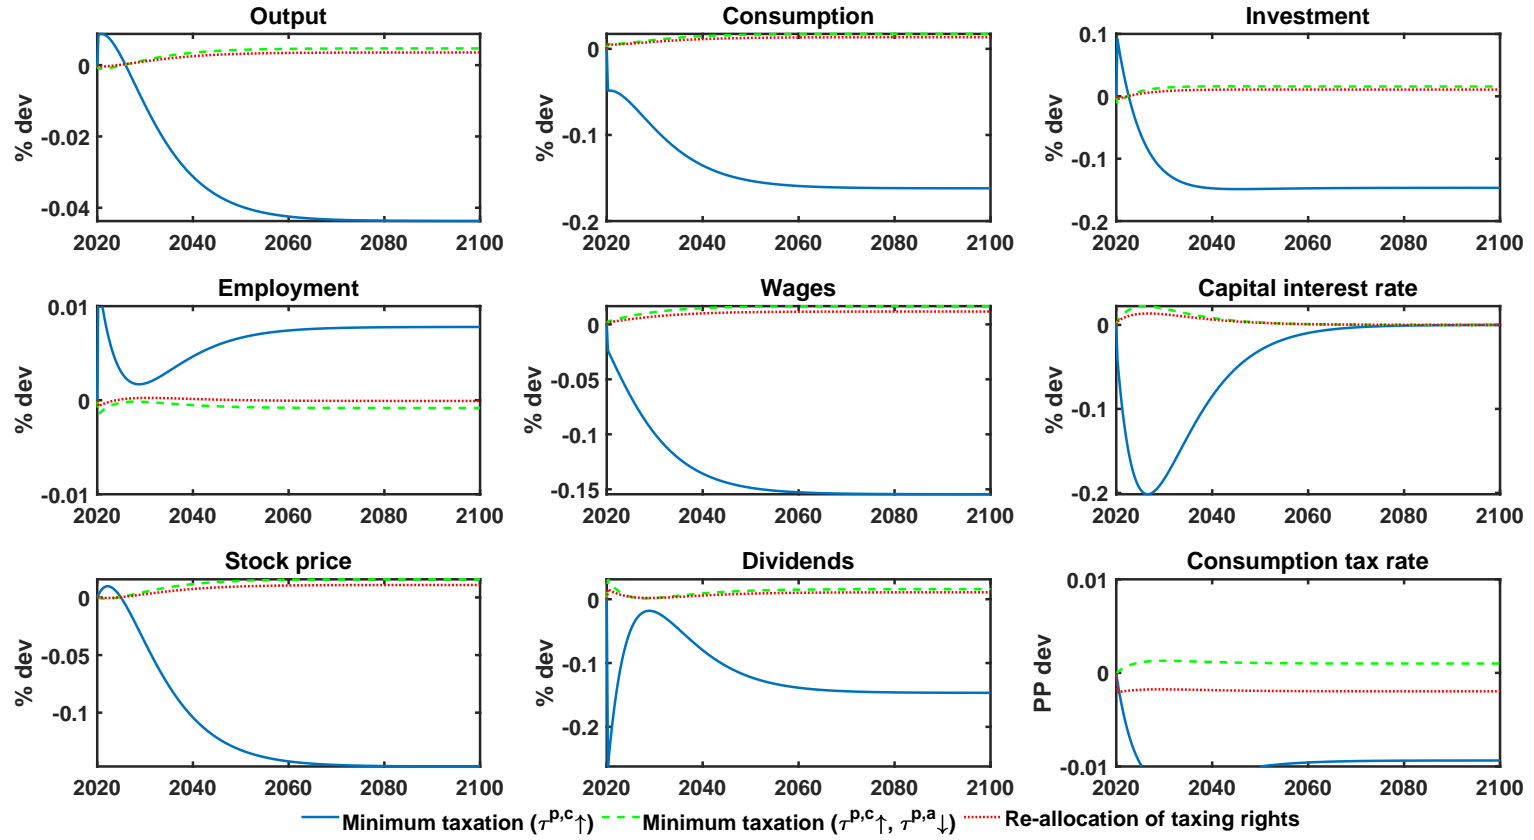 Output
Consumption
Investment
% dev
0
-0.02
-0.04
2020 2040 2060 2080 2100
% dev
0
-0.1
-0.2
2020 2040 2060 2080 2100
% dev
0.1
0
-0.1
-0.2
2020 2040 2060 2080 2100
Employment
Wages
Capital interest rate
% dev
0.01
0
-0.01
2020 2040 2060 2080 2100
% dev
0
-0.05
-0.1
-0.15
2020 2040 2060 2080 2100
% dev
0
-0.1
-0.2
2020 2040 2060 2080 2100
Stock price
Dividends
Consumption tax rate
% dev
0
-0.05
-0.1
2020 2040 2060 2080 2100
% dev
0
-0.1
-0.2
2020 2040 2060 2080 2100
PP dev
0.01
0
-0.01
2020 2040 2060 2080 2100
Minimum taxation (τ^p,c↑) Minimum taxation (τ^p,c↑, τ^p,a↓) Re-allocation of taxing rights